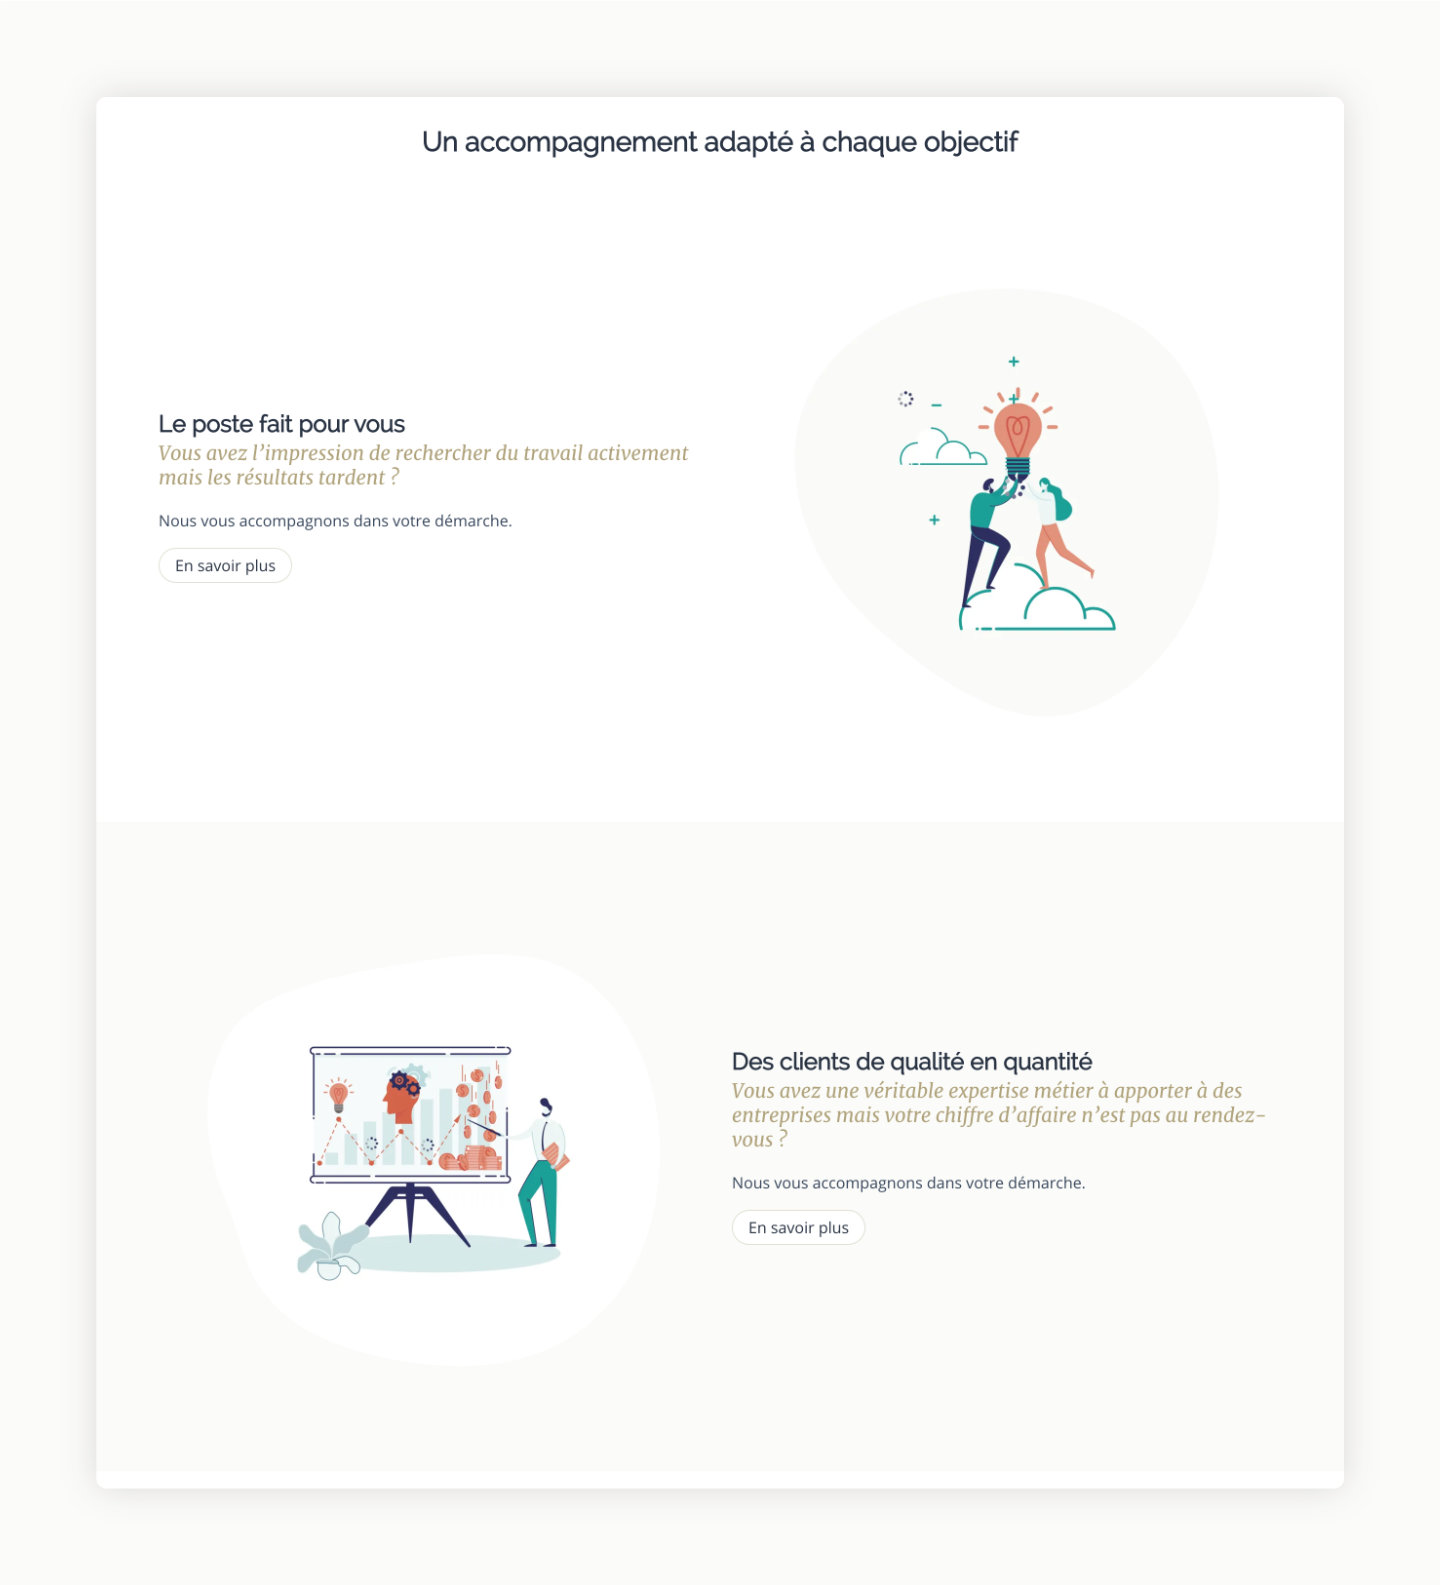 Un accompagnement adapté à chaque objectif
Le poste fait pour vous
Vous avez l’impression de rechercher du travail activement
mais les résultats tardent ?
Nous vous accompagnons dans votre démarche.
En savoir plus
Des clients de qualité en quantité
Vous avez une véritable expertise métier à apporter à des
entreprises mais votre chiffre d’affaire n’est pas au rendez-
vous ?
Nous vous accompagnons dans votre démarche.
En savoir plus